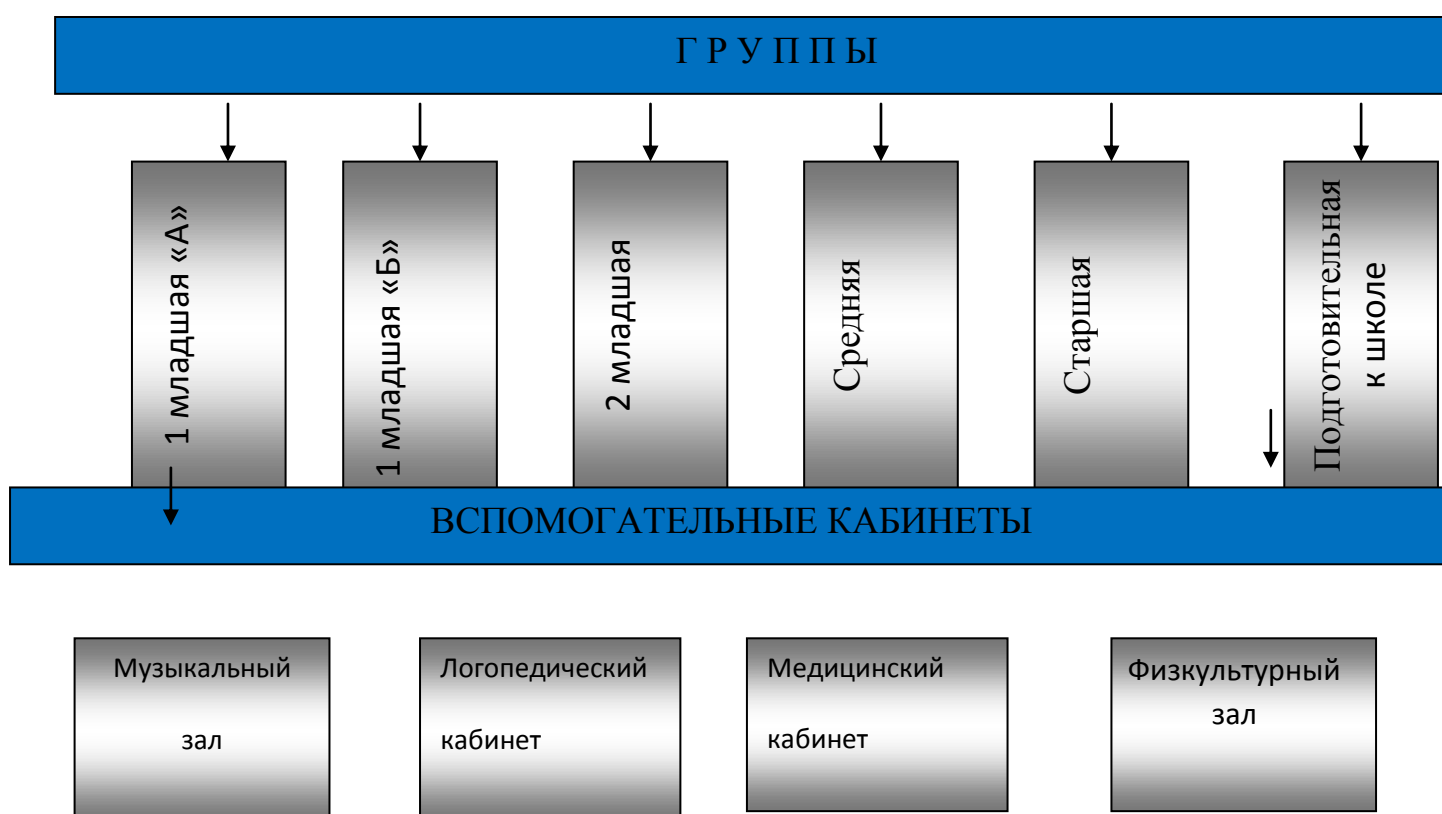 Г Р У П П Ы
1 младшая «А»
1 младшая «Б»
2 младшая
Средняя
Старшая
Подготовительная
к школе
ВСПОМОГАТЕЛЬНЫЕ КАБИНЕТЫ
Музыкальный
зал
Логопедический
кабинет
Медицинский
кабинет
Физкультурный
зал